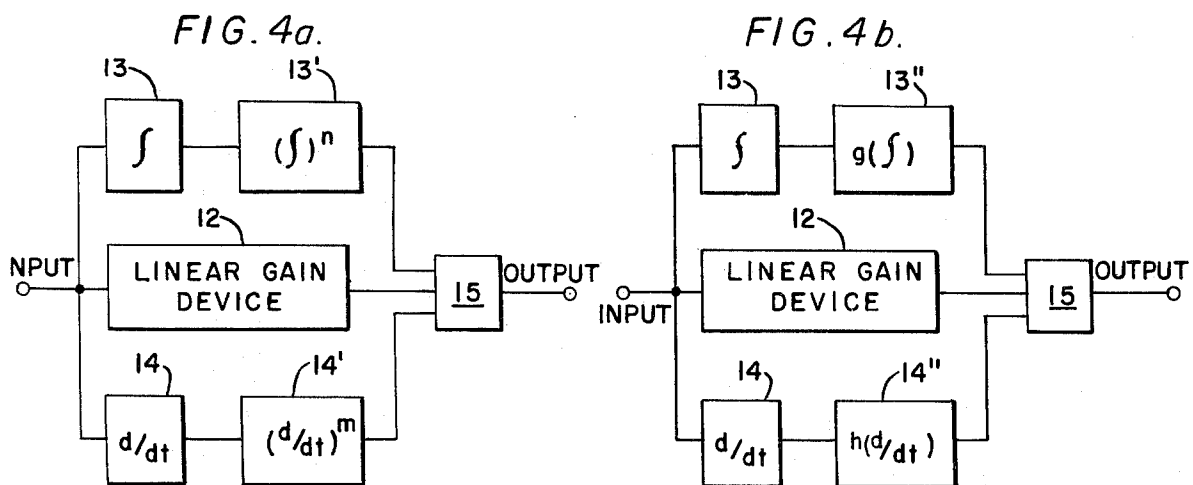 FIG. 4a.
13
13'
∫
(∫)ⁿ
12
LINEAR GAIN
DEVICE
NPUT
15
OUTPUT
14
14'
d/dt
(d/dt)ᵐ
FIG. 4b.
13
13"
∫
g(∫)
12
LINEAR GAIN
DEVICE
INPUT
15
OUTPUT
14
14"
d/dt
h(d/dt)